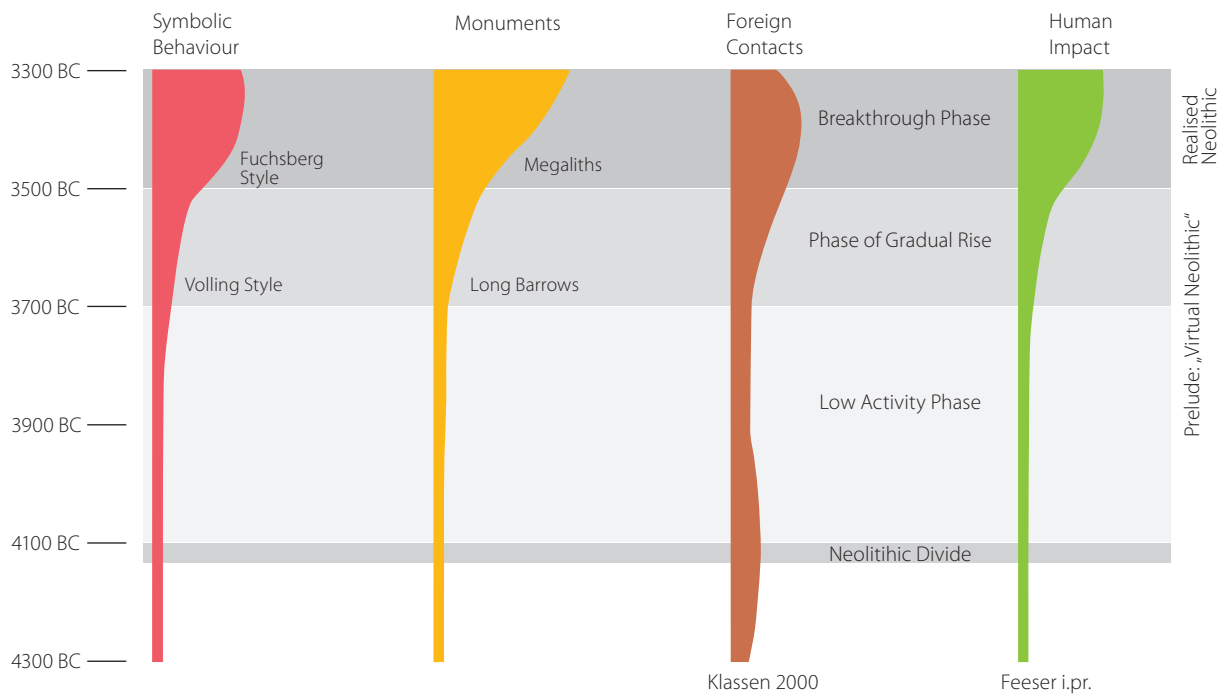 Symbolic
Behaviour
Monuments
Foreign
Contacts
Human
Impact
3300 BC
Breakthrough Phase
Realised
Neolithic
Fuchsberg
Style
Megaliths
3500 BC
Phase of Gradual Rise
Volling Style
Long Barrows
3700 BC
Prelude: „Virtual Neolithic“
Low Activity Phase
3900 BC
4100 BC
Neolitihic Divide
4300 BC
Klassen 2000
Feeser i.pr.